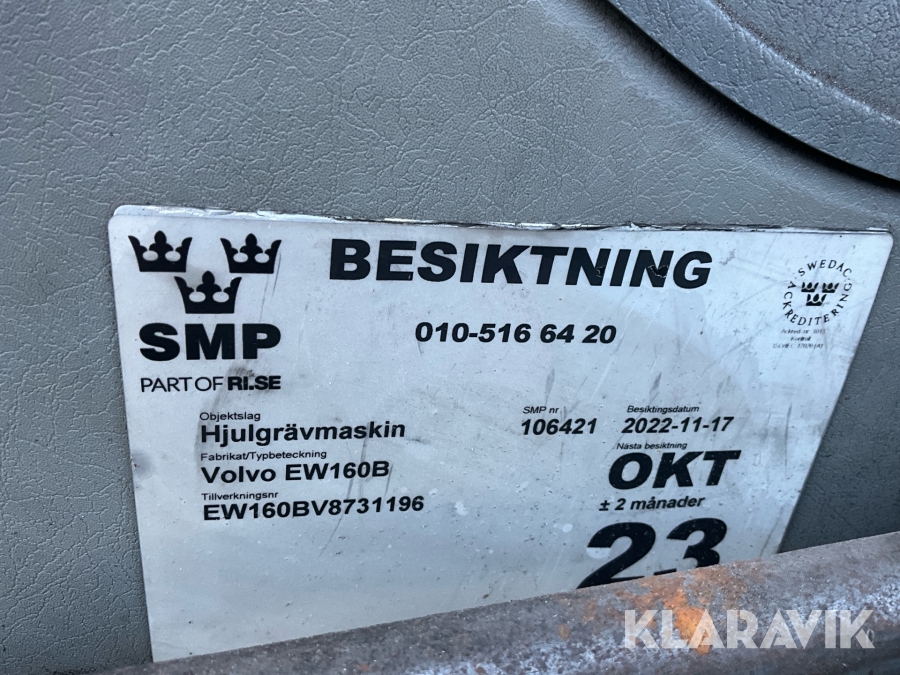 BESIKTNING
010-516 64 20
SMP
PART OF RI.SE
SWEDAC
ACKREDITERING
Objektslag
Hjulgrävmaskin
Fabrikat/Typbeteckning
Volvo EW160B
Tillverkningsnr
EW160BV8731196
SMP nr
106421
Besiktingsdatum
2022-11-17
Nästa besiktning
OKT
± 2 månader
23
KLARAVIK